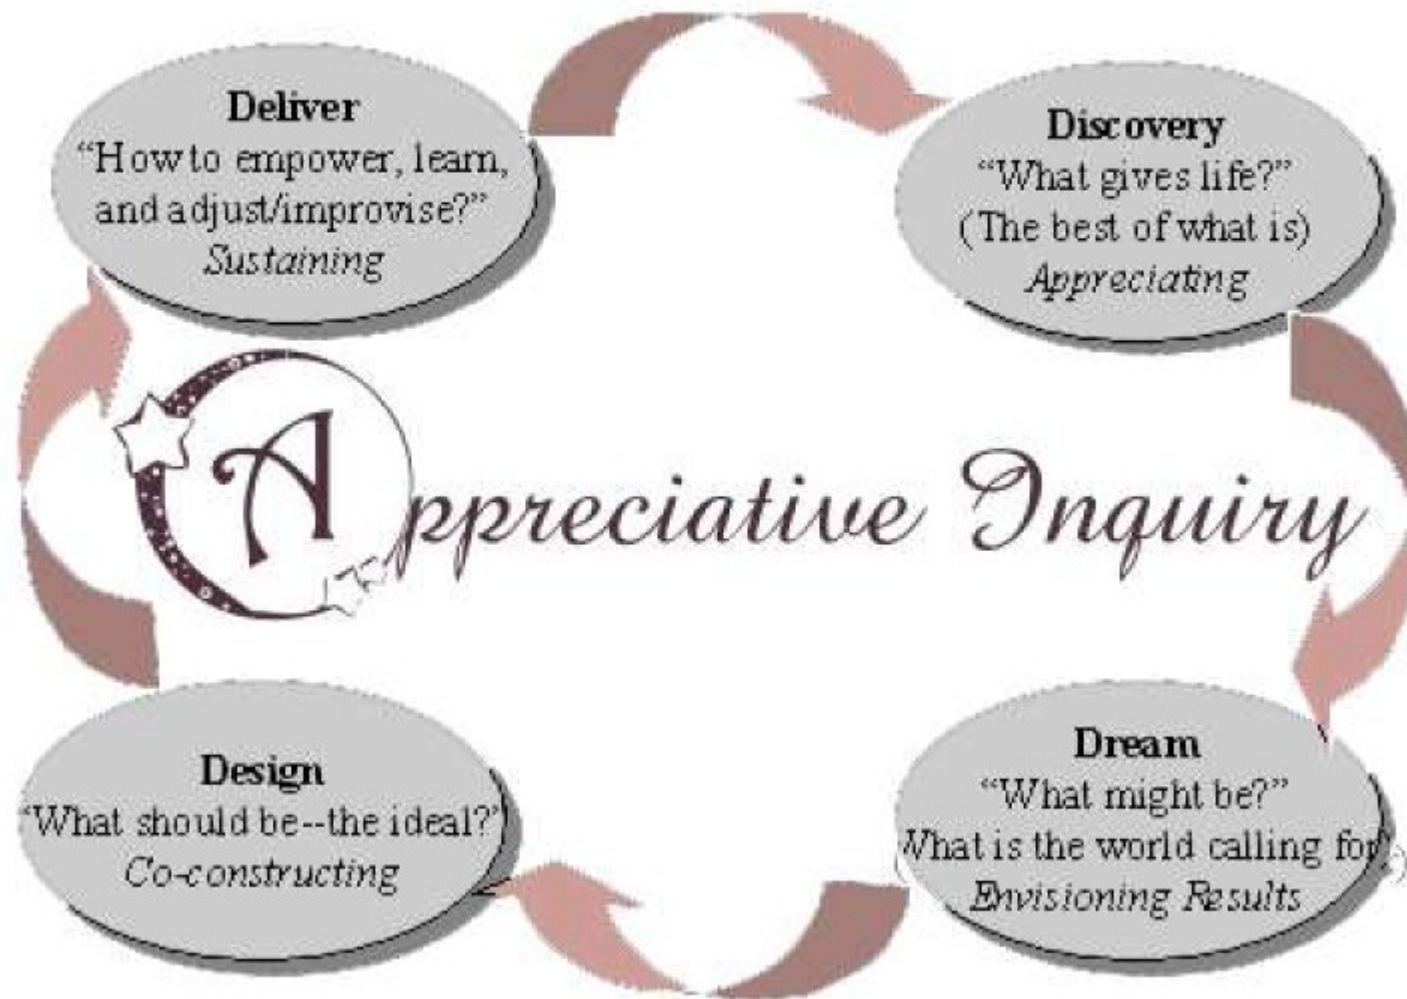 Deliver
“How to empower, learn,
and adjust/improvise?”
Sustaining
Discovery
“What gives life?”
(The best of what is)
Appreciating
Appreciative Inquiry
Design
“What should be--the ideal?”
Co-constructing
Dream
“What might be?”
(What is the world calling for?)
Envisioning Results